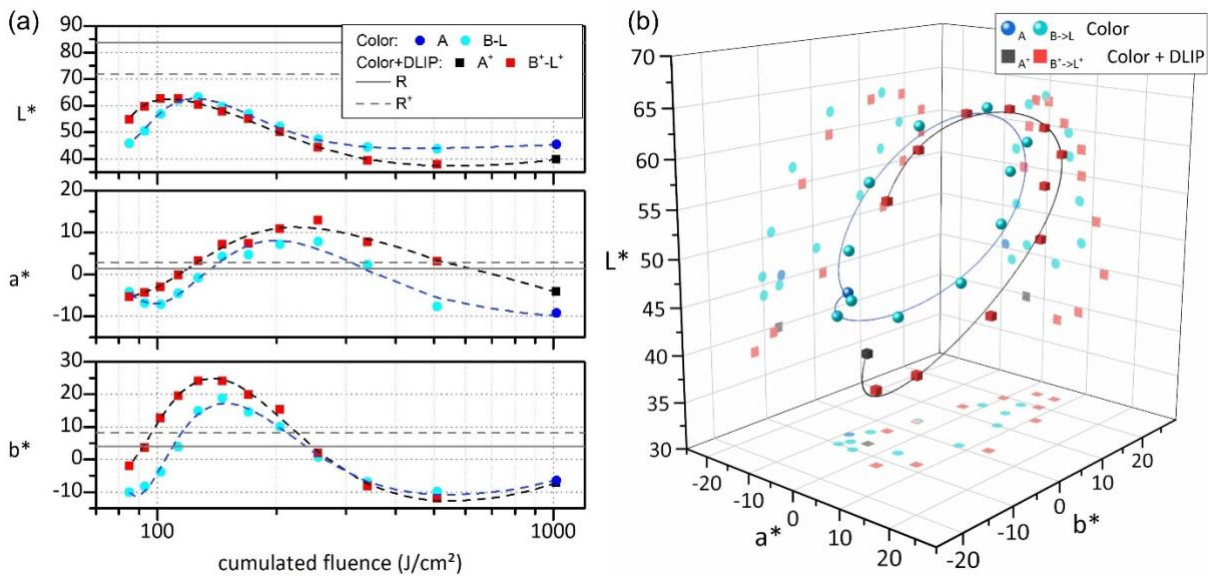 (a)
90
80
70
60
50
40
L*
Color: A B-L
Color+DLIP: A⁺ B⁺-L⁺
R
R⁺
20
10
0
-10
a*
30
20
10
0
-10
b*
100 1000
cumulated fluence (J/cm²)
(b)
A B->L Color
A⁺ B⁺->L⁺ Color + DLIP
70
65
60
55
50
45
40
35
30
L*
-20
-10
0
10
20
a*
-20
-10
0
10
20
b*